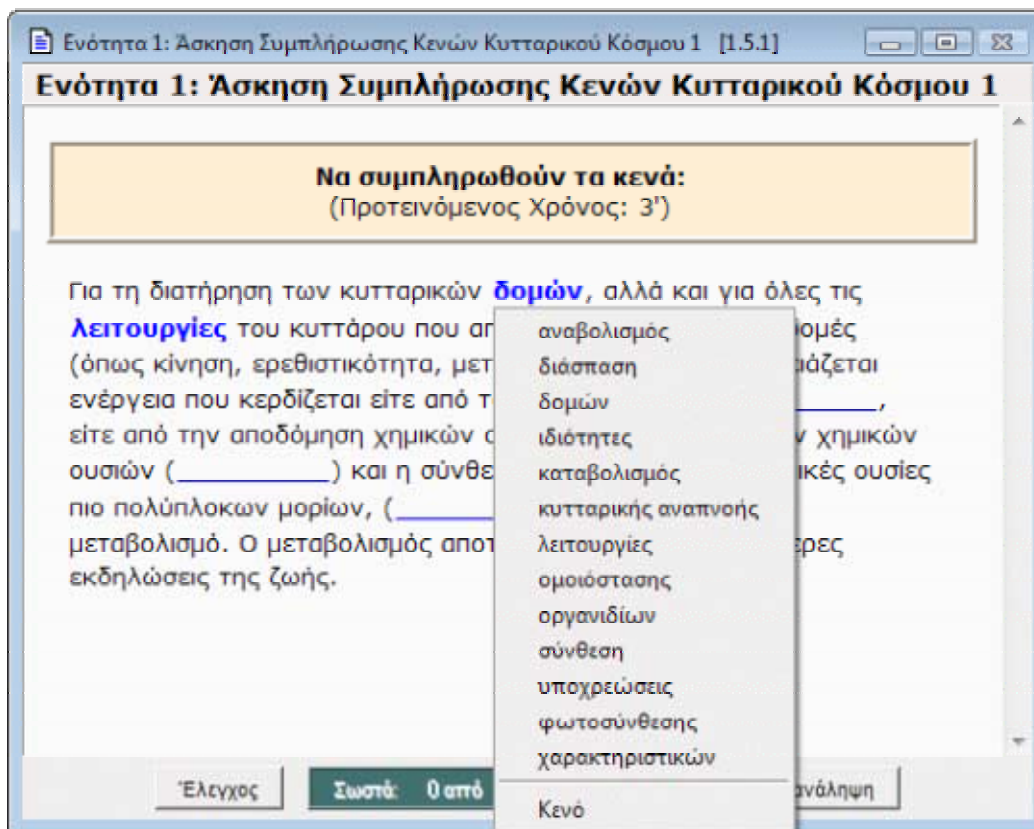 Ενότητα 1: Άσκηση Συμπλήρωσης Κενών Κυτταρικού Κόσμου 1 [1.5.1]
Ενότητα 1: Άσκηση Συμπλήρωσης Κενών Κυτταρικού Κόσμου 1
Να συμπληρωθούν τα κενά:
(Προτεινόμενος Χρόνος: 3')
Για τη διατήρηση των κυτταρικών δομών, αλλά και για όλες τις
λειτουργίες του κυττάρου που
(όπως κίνηση, ερεθιστικότητα,
ενέργεια που κερδίζεται είτε από
είτε από την αποδόμηση χημικών χημικών
ουσιών (__________) και η ουσίες
πιο πολύπλοκων μορίων, (
μεταβολισμό. Ο μεταβολισμός
εκδηλώσεις της ζωής.
αναβολισμός
διάσπαση
δομών
ιδιότητες
καταβολισμός
κυτταρικής αναπνοής
λειτουργίες
ομοιόστασης
οργανιδίων
σύνθεση
υποχρεώσεις
φωτοσύνθεσης
χαρακτηριστικών
Κενό
Έλεγχος
Σωστά: 0 από